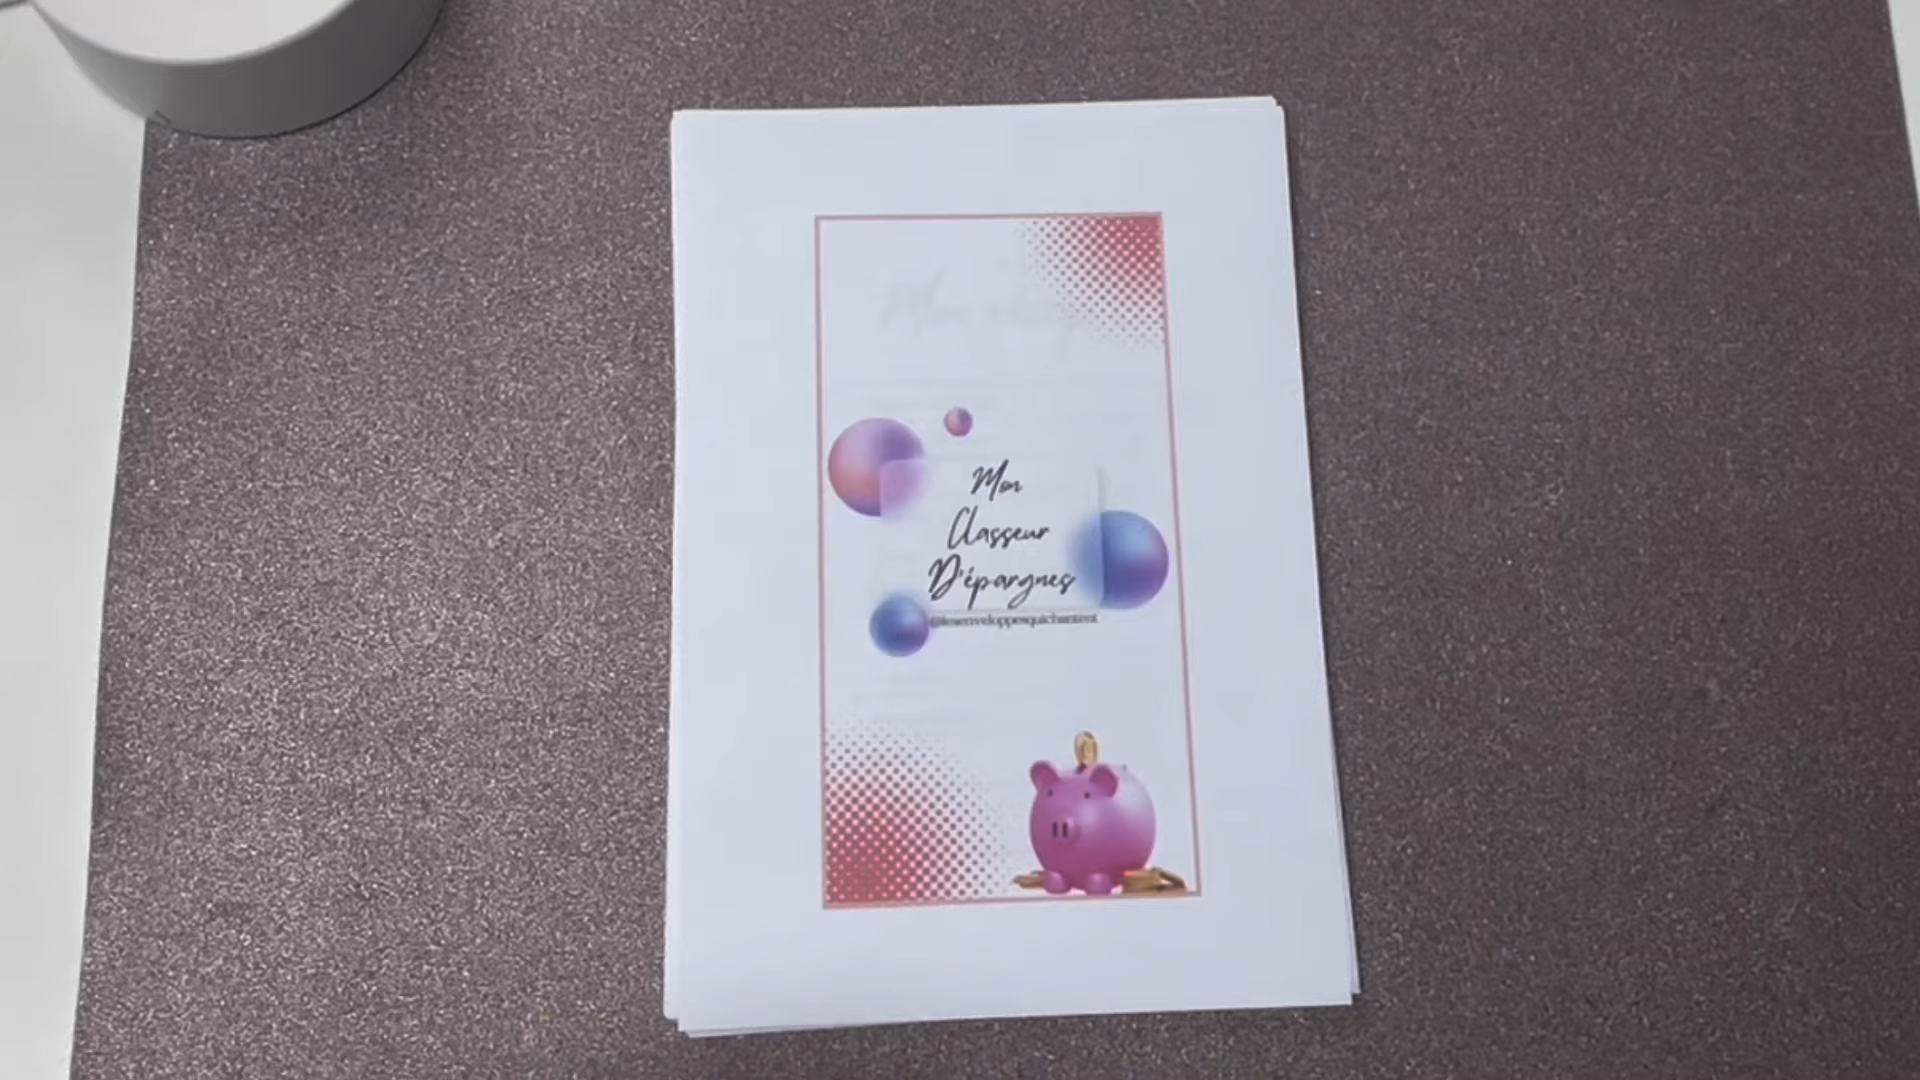 Mon
Classeur
D'épargnes
@lesenveloppesquichantent